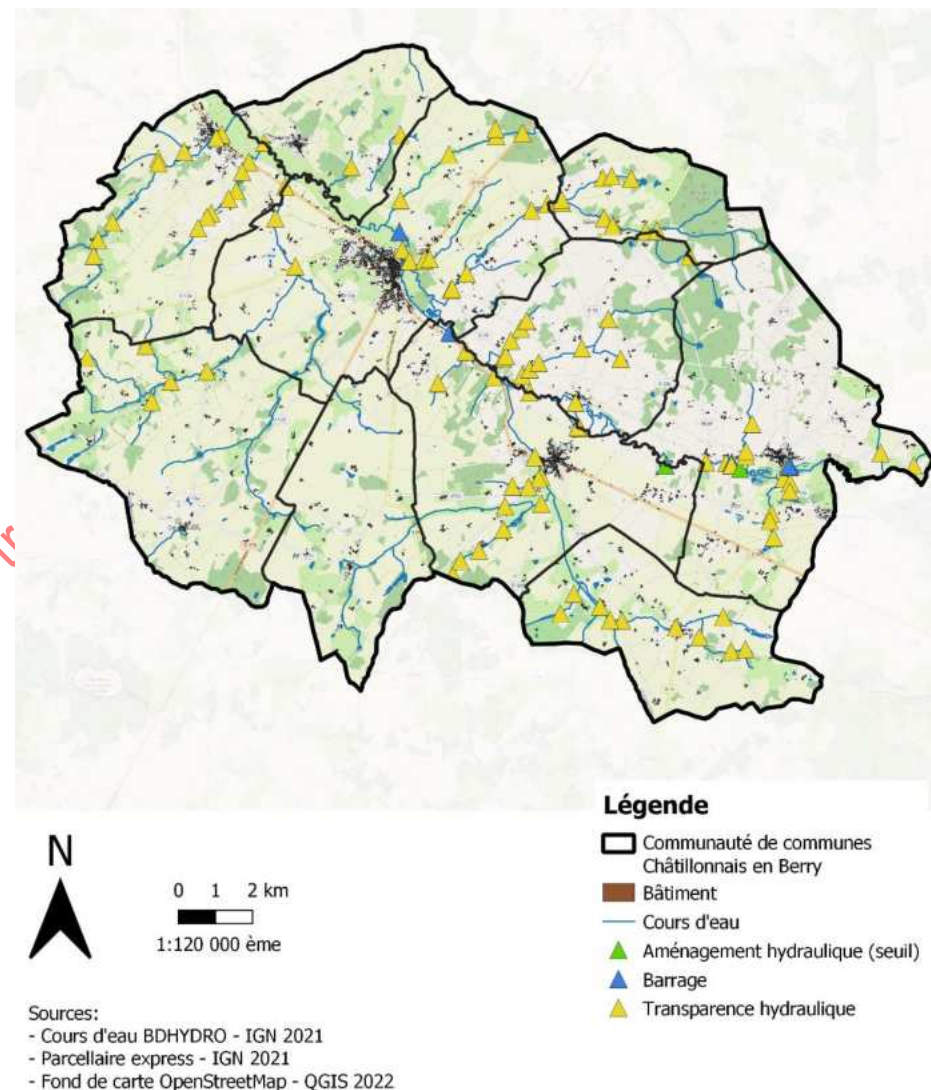 N
0 1 2 km
1:120 000 ème
Sources:
- Cours d'eau BDHYDRO - IGN 2021
- Parcellaire express - IGN 2021
- Fond de carte OpenStreetMap - QGIS 2022
Légende
Communauté de communes
Châtillonnais en Berry
Bâtiment
Cours d'eau
Aménagement hydraulique (seuil)
Barrage
Transparence hydraulique